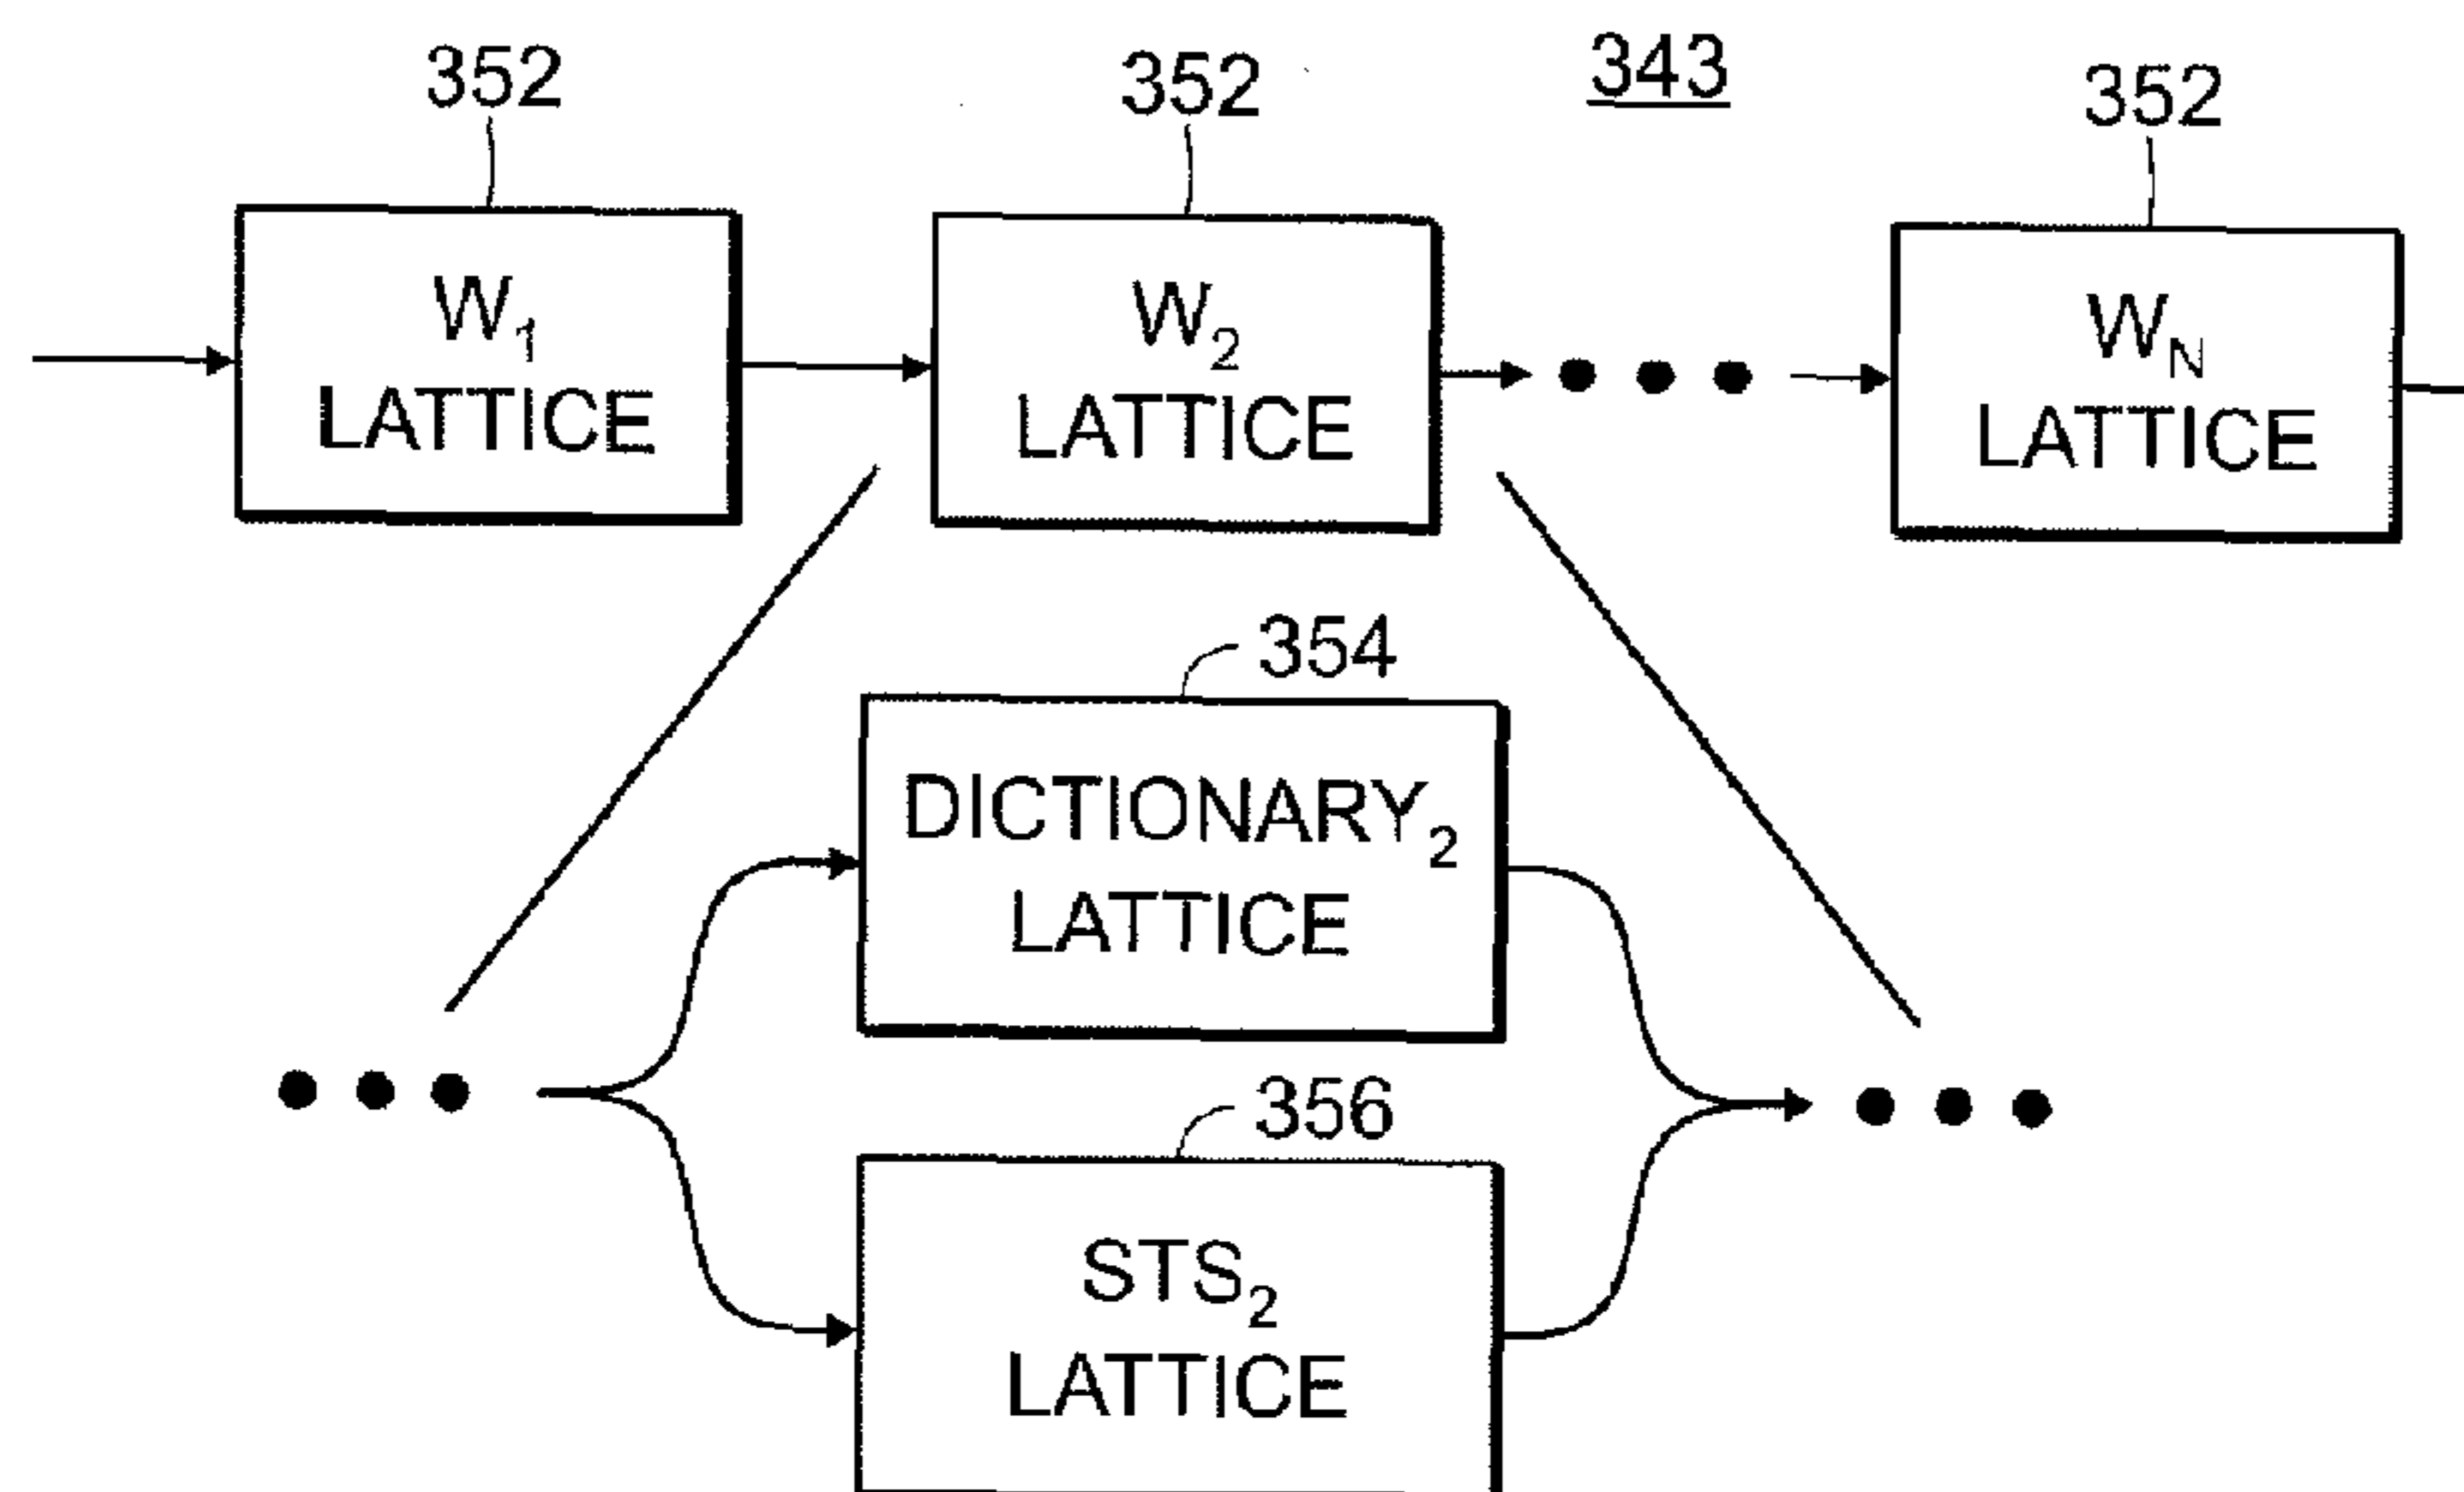 352
352
343
352
W1
LATTICE
W2
LATTICE
WN
LATTICE
354
DICTIONARY2
LATTICE
356
STS2
LATTICE